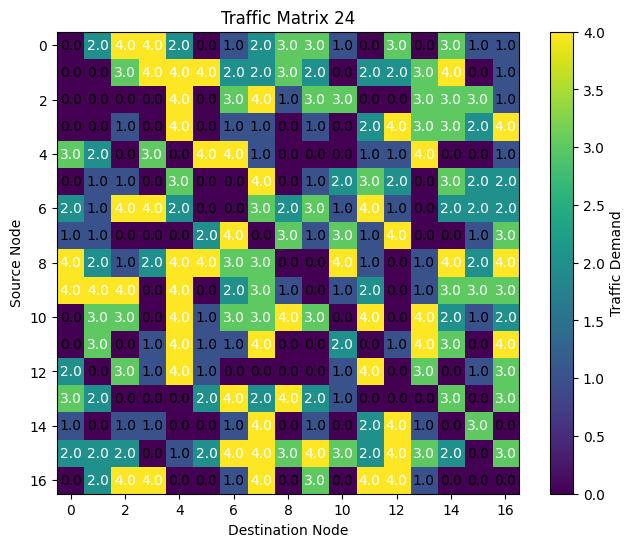 Traffic Matrix 24
0 0.0 2.0 4.0 4.0 2.0 0.0 1.0 2.0 3.0 3.0 1.0 0.0 3.0 0.0 3.0 1.0 1.0
0.0 0.0 3.0 4.0 4.0 4.0 2.0 2.0 3.0 2.0 0.0 2.0 2.0 3.0 4.0 0.0 1.0
2 0.0 0.0 0.0 0.0 4.0 0.0 3.0 4.0 1.0 3.0 3.0 0.0 0.0 3.0 3.0 3.0 1.0
0.0 0.0 1.0 0.0 4.0 0.0 1.0 1.0 0.0 1.0 0.0 2.0 4.0 3.0 3.0 2.0 4.0
4 3.0 2.0 0.0 3.0 0.0 4.0 4.0 1.0 0.0 0.0 0.0 1.0 1.0 4.0 0.0 0.0 1.0
0.0 1.0 1.0 0.0 3.0 0.0 0.0 4.0 0.0 1.0 2.0 3.0 2.0 0.0 3.0 2.0 2.0
6 2.0 1.0 4.0 4.0 2.0 0.0 0.0 3.0 2.0 3.0 1.0 4.0 1.0 0.0 2.0 2.0 2.0
1.0 1.0 0.0 0.0 0.0 2.0 4.0 0.0 3.0 1.0 3.0 1.0 4.0 0.0 0.0 1.0 3.0
8 4.0 2.0 1.0 2.0 4.0 4.0 3.0 3.0 0.0 0.0 4.0 1.0 0.0 1.0 4.0 2.0 4.0
4.0 4.0 4.0 0.0 4.0 0.0 2.0 3.0 1.0 0.0 1.0 2.0 0.0 1.0 3.0 3.0 3.0
10 0.0 3.0 3.0 0.0 4.0 1.0 3.0 3.0 4.0 3.0 0.0 4.0 0.0 4.0 2.0 1.0 2.0
0.0 3.0 0.0 1.0 4.0 1.0 1.0 4.0 0.0 0.0 2.0 0.0 1.0 4.0 3.0 0.0 4.0
12 2.0 0.0 3.0 1.0 4.0 1.0 0.0 0.0 0.0 0.0 1.0 4.0 0.0 3.0 0.0 1.0 3.0
3.0 2.0 0.0 0.0 0.0 2.0 4.0 2.0 4.0 2.0 1.0 0.0 0.0 0.0 3.0 0.0 3.0
14 1.0 0.0 1.0 1.0 0.0 0.0 1.0 4.0 0.0 1.0 0.0 2.0 4.0 1.0 0.0 3.0 0.0
2.0 2.0 2.0 0.0 1.0 2.0 4.0 4.0 3.0 4.0 3.0 2.0 4.0 3.0 2.0 0.0 3.0
16 0.0 2.0 4.0 4.0 0.0 0.0 1.0 4.0 0.0 3.0 0.0 4.0 4.0 1.0 0.0 0.0 0.0
0 2 4 6 8 10 12 14 16
Destination Node
Source Node
4.0
3.5
3.0
2.5
2.0
1.5
1.0
0.5
0.0
Traffic Demand